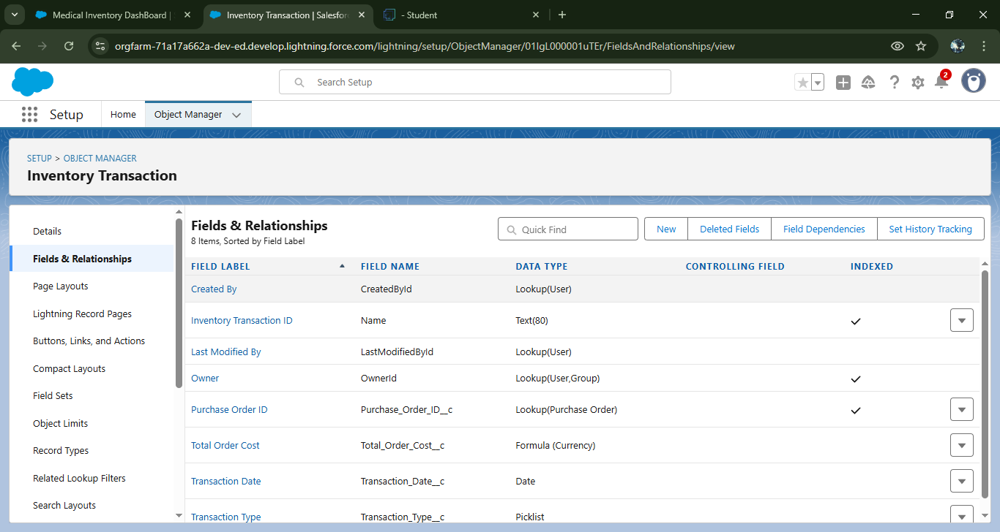 Medical Inventory DashBoard |
Inventory Transaction | Salesfor
- Student
orgfarm-71a17a662a-dev-ed.develop.lightning.force.com/lightning/setup/ObjectManager/01IgL000001uTEr/FieldsAndRelationships/view
Search Setup
2
Setup
Home
Object Manager
SETUP > OBJECT MANAGER
Inventory Transaction
Details
Fields & Relationships
Page Layouts
Lightning Record Pages
Buttons, Links, and Actions
Compact Layouts
Field Sets
Object Limits
Record Types
Related Lookup Filters
Search Layouts
Fields & Relationships
8 Items, Sorted by Field Label
Quick Find
New
Deleted Fields
Field Dependencies
Set History Tracking
FIELD LABEL FIELD NAME DATA TYPE CONTROLLING FIELD INDEXED
Created By CreatedById Lookup(User)
Inventory Transaction ID Name Text(80)
Last Modified By LastModifiedById Lookup(User)
Owner OwnerId Lookup(User,Group)
Purchase Order ID Purchase_Order_ID__c Lookup(Purchase Order)
Total Order Cost Total_Order_Cost__c Formula (Currency)
Transaction Date Transaction_Date__c Date
Transaction Type Transaction_Type__c Picklist